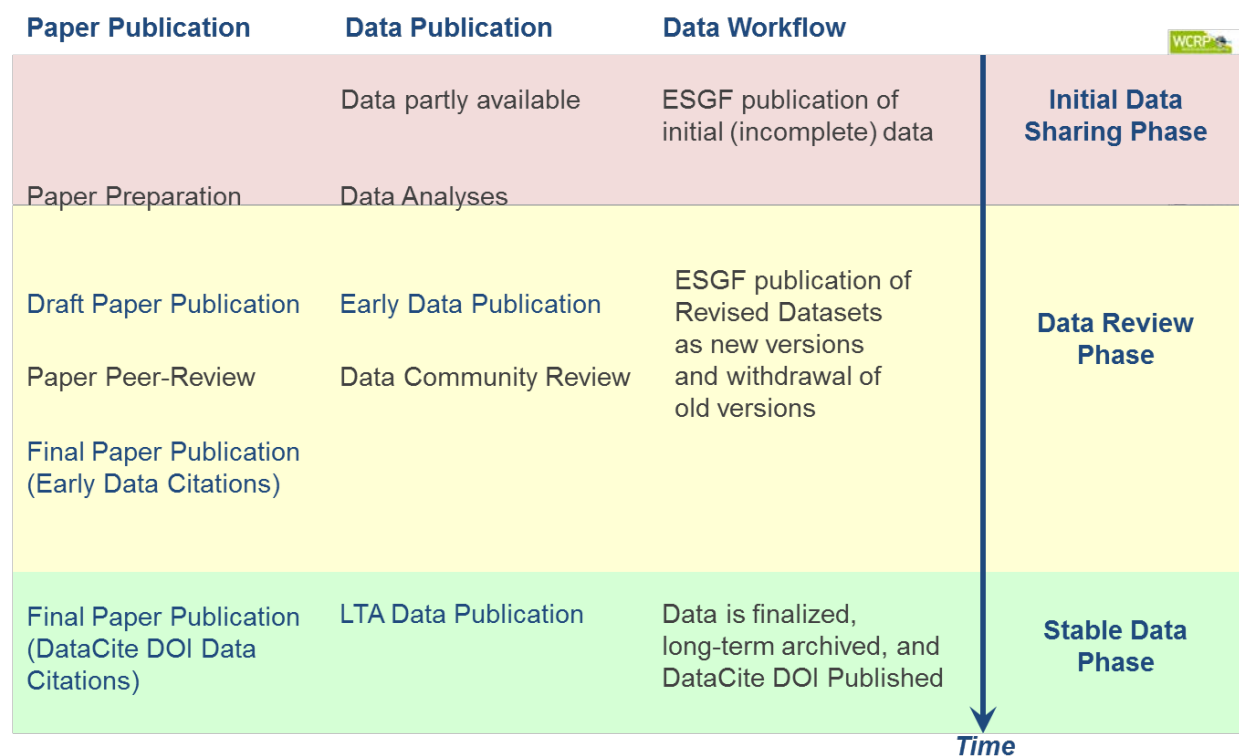 Paper Publication
Data Publication
Data Workflow
WCRP
Data partly available
ESGF publication of
initial (incomplete) data
Initial Data
Sharing Phase
Paper Preparation
Data Analyses
Draft Paper Publication
Early Data Publication
ESGF publication of
Revised Datasets
as new versions
and withdrawal of
old versions
Data Review
Phase
Paper Peer-Review
Data Community Review
Final Paper Publication
(Early Data Citations)
Final Paper Publication
(DataCite DOI Data
Citations)
LTA Data Publication
Data is finalized,
long-term archived, and
DataCite DOI Published
Stable Data
Phase
Time